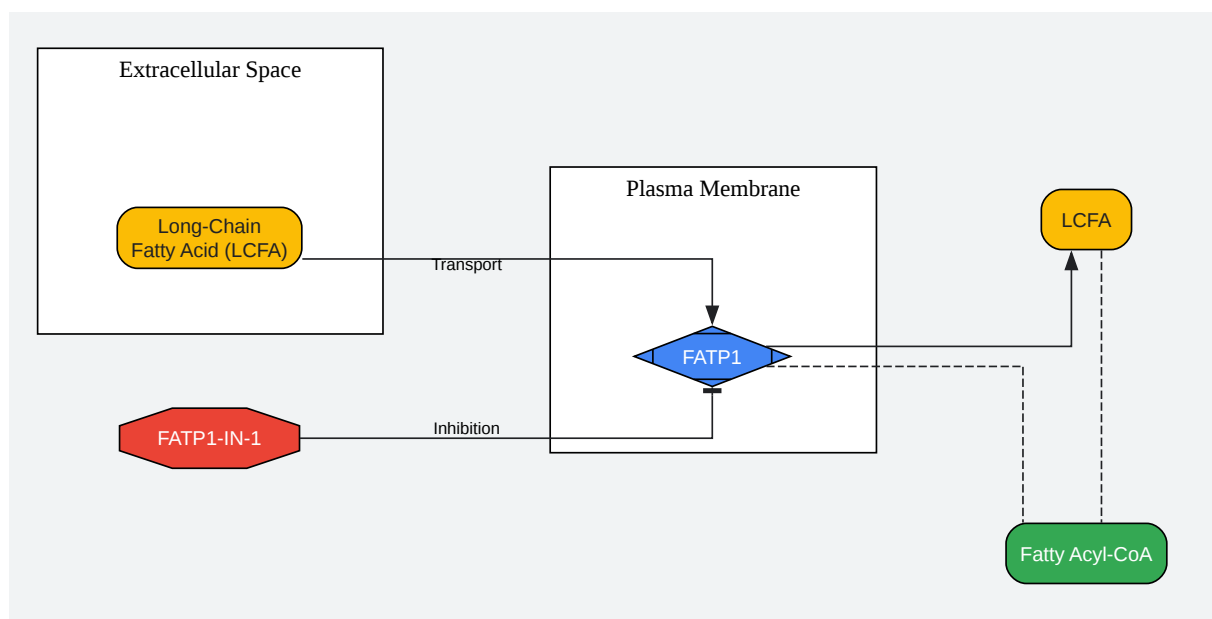 Extracellular Space
Long-Chain
Fatty Acid (LCFA)
Transport
Plasma Membrane
LCFA
FATP1
FATP1-IN-1
Inhibition
Fatty Acyl-CoA